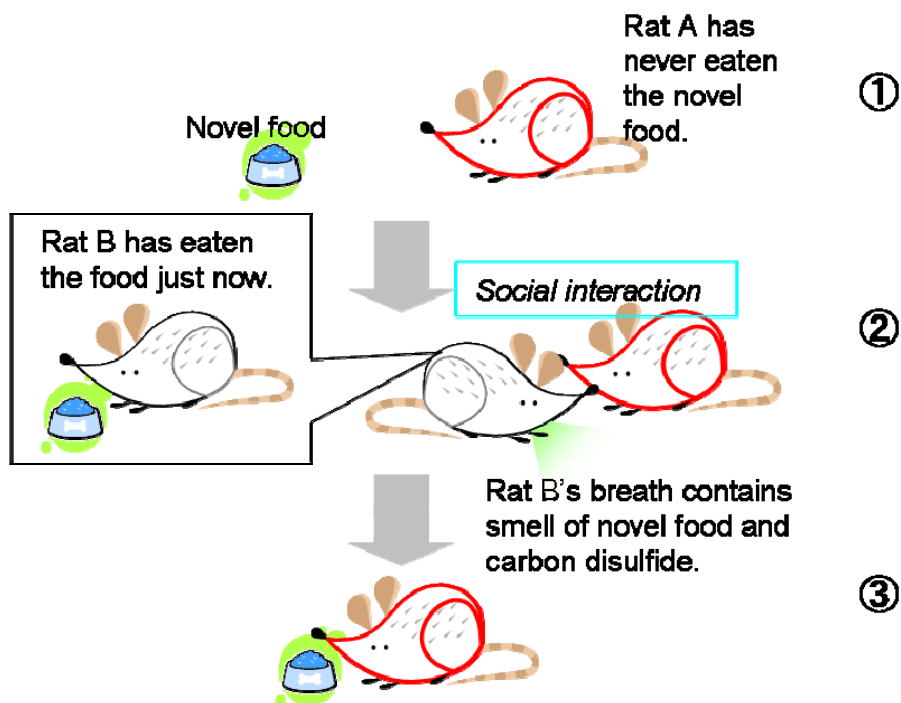 Rat A has
never eaten
the novel
food.
①
Novel food
Rat B has eaten
the food just now.
Social interaction
②
Rat B's breath contains
smell of novel food and
carbon disulfide.
③